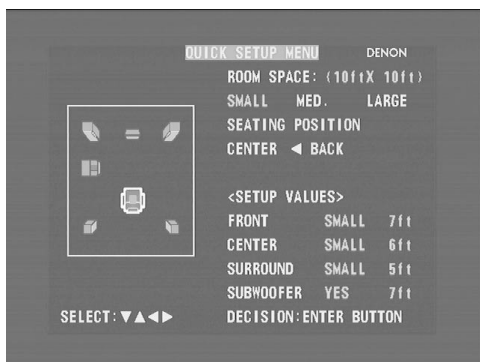 QUICK SETUP MENU DENON
ROOM SPACE: (10ftX 10ft)
SMALL MED. LARGE
SEATING POSITION
CENTER ◀ BACK
<SETUP VALUES>
FRONT SMALL 7ft
CENTER SMALL 6ft
SURROUND SMALL 5ft
SUBWOOFER YES 7ft
SELECT:▼▲◀▶ DECISION:ENTER BUTTON